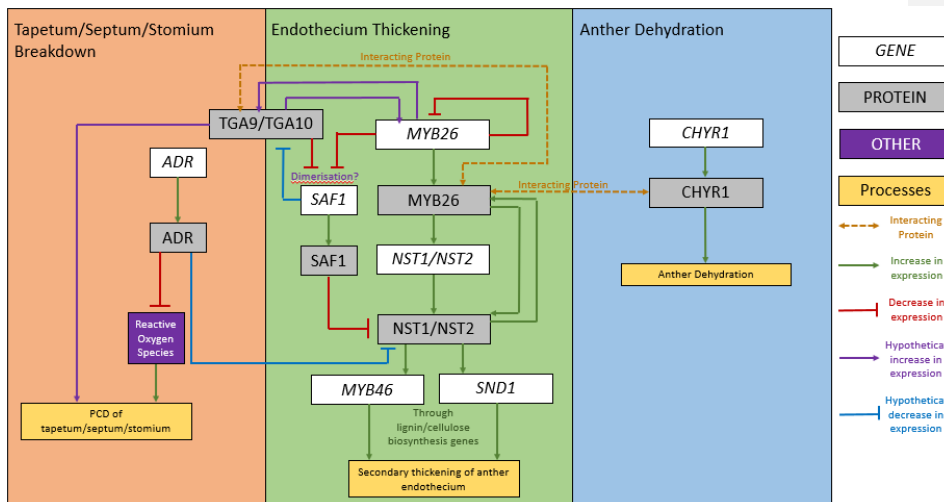 Tapetum/Septum/Stomium
Breakdown
Endothecium Thickening
Anther Dehydration
Interacting Protein
TGA9/TGA10
MYB26
ADR
Dimerisation?
SAF1
MYB26
Interacting Protein
ADR
SAF1
NST1/NST2
NST1/NST2
Reactive
Oxygen
Species
MYB46
SND1
PCD of
tapetum/septum/stomium
Through
lignin/cellulose
biosynthesis genes
Secondary thickening of anther
endothecium
CHYR1
CHYR1
Anther Dehydration
GENE
PROTEIN
OTHER
Processes
Interacting
Protein
Increase in
expression
Decrease in
expression
Hypothetical
increase in
expression
Hypothetical
decrease in
expression